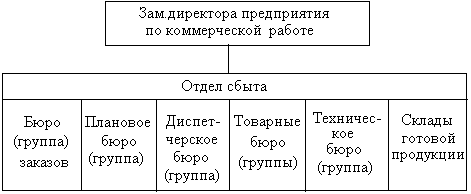 Зам.директора предприятия
по коммерческой работе
Отдел сбыта
Бюро
(группа)
заказов
Плановое
бюро
(группа)
Диспет-
черское
бюро
(группа)
Товарные
бюро
(группы)
Техничес-
кое
бюро
(группа)
Склады
готовой
продукции